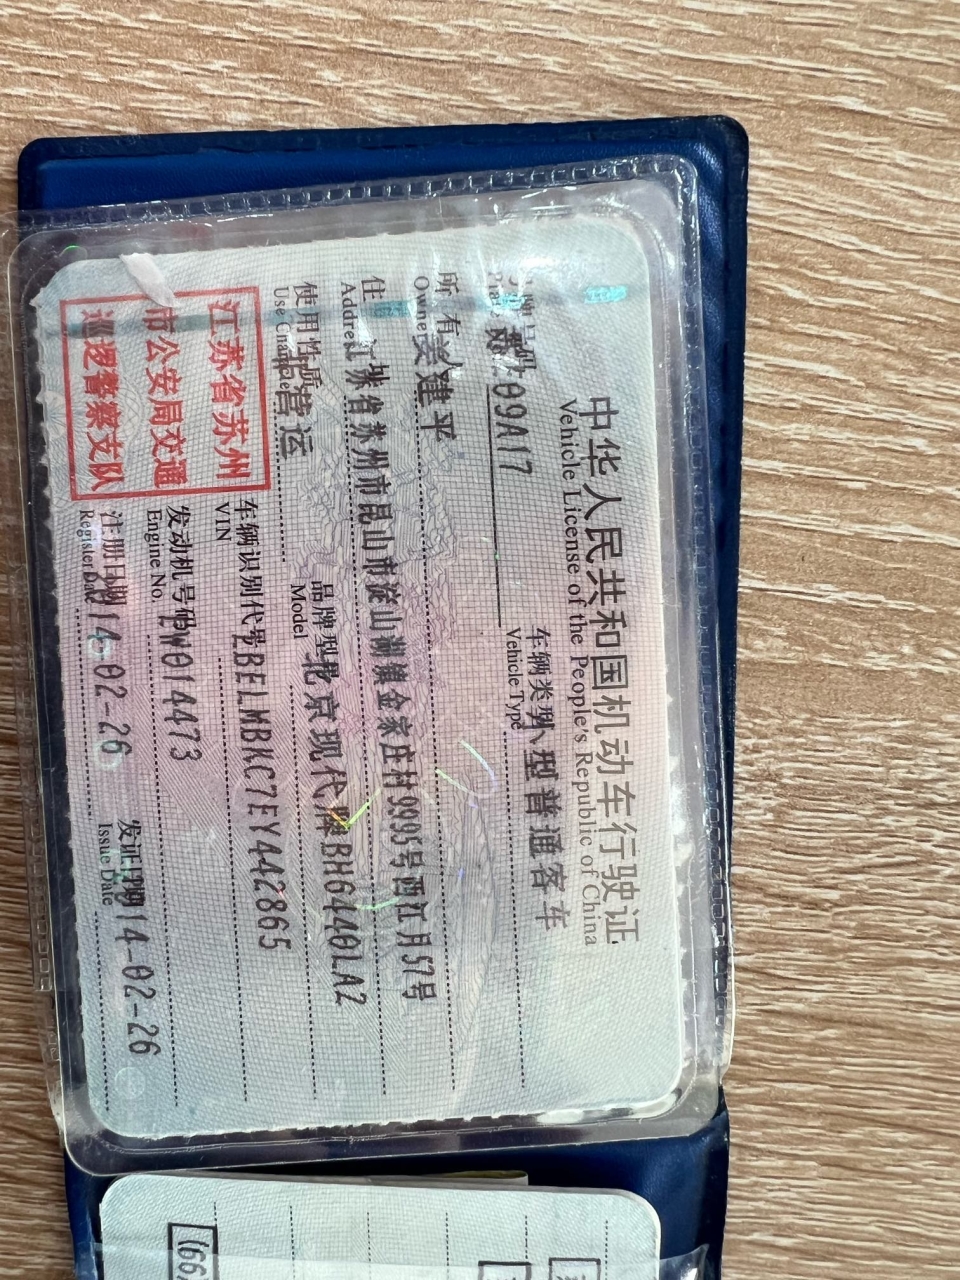 中华人民共和国机动车行驶证
Vehicle License of the People's Republic of China
号牌号码 09A17 车辆类型 小型普通客车
Plate Vehicle Type
所有 姜建平
Owner
住 江苏省苏州市昆山市淀山湖镇金家庄村9995号西江月57号
Address
使用性质 非营运 品牌型号 北京现代牌BH6440LAZ
Use Character Model
江苏省苏州
市公安局交通
巡逻警察支队
车辆识别代号 BELMBKC7EY442865
VIN
发动机号码 EW014473
Engine No.
注册日期 14-02-26 发证日期 14-02-26
Register Date Issue Date